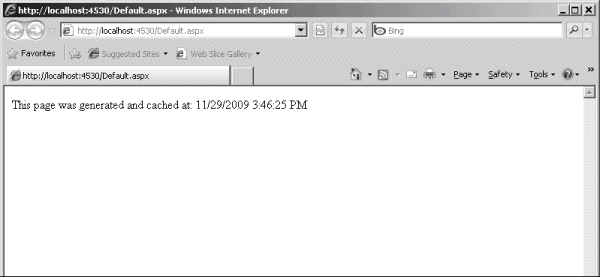 http://localhost:4530/Default.aspx - Windows Internet Explorer
http://localhost:4530/Default.aspx
Bing
Favorites Suggested Sites Web Slice Gallery
http://localhost:4530/Default.aspx
Page Safety Tools »
This page was generated and cached at: 11/29/2009 3:46:25 PM